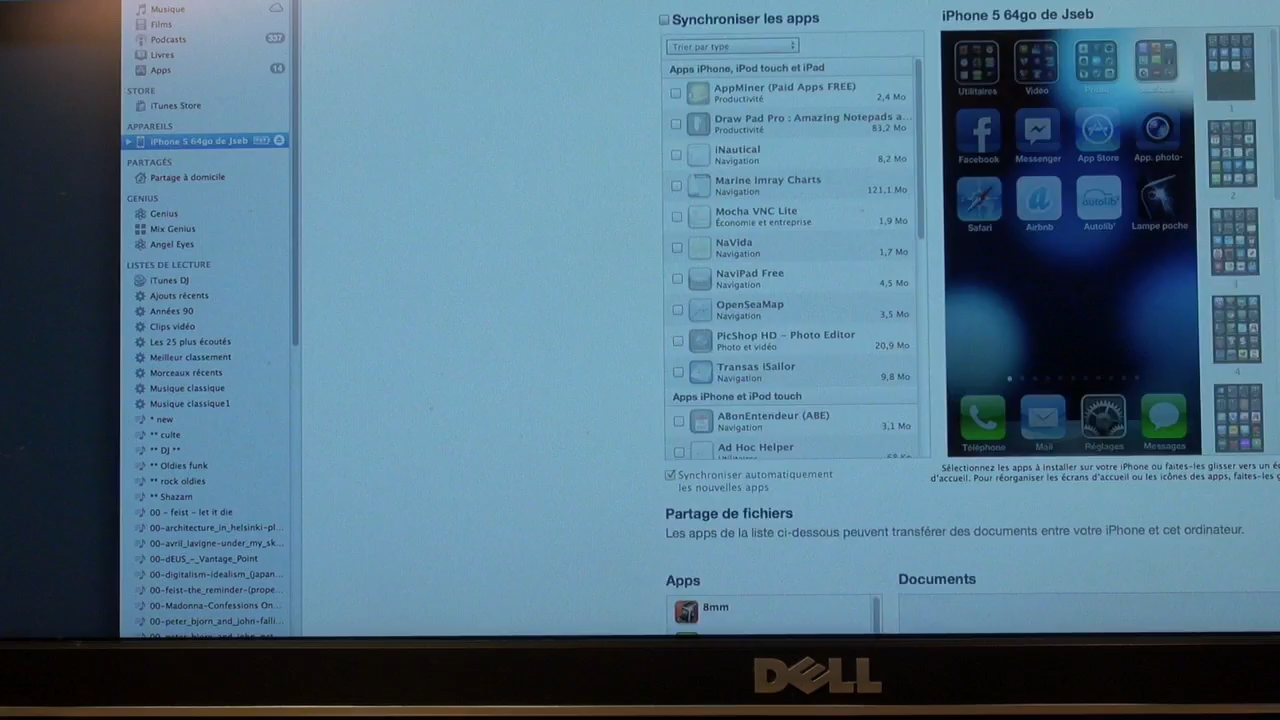 Musique
Films
Podcasts
337
Livres
Apps
14
STORE
iTunes Store
APPAREILS
iPhone 5 64go de Jseb
PARTAGÉS
Partage à domicile
GENIUS
Genius
Mix Genius
Angel Eyes
LISTES DE LECTURE
iTunes DJ
Ajouts récents
Années 90
Clips vidéo
Les 25 plus écoutés
Meilleur classement
Morceaux récents
Musique classique
Musique classique1
* new
** culte
** DJ **
** Oldies funk
** rock oldies
** Shazam
00 - feist - let it die
00-architecture_in_helsinki-pl...
00-avril_lavigne-under_my_sk...
00-dEUS_-_Vantage_Point
00-digitalism-idealism_(japan...
00-feist-the_reminder-(prope...
00-Madonna-Confessions On...
00-peter_bjorn_and_john-falli...
Synchroniser les apps
Trier par type
Apps iPhone, iPod touch et iPad
AppMiner (Paid Apps FREE)
Productivité
2,4 Mo
Draw Pad Pro : Amazing Notepads a...
Productivité
83,2 Mo
iNautical
Navigation
8,2 Mo
Marine Imray Charts
Navigation
121,1 Mo
Mocha VNC Lite
Économie et entreprise
1,9 Mo
NaVida
Navigation
1,7 Mo
NaviPad Free
Navigation
4,5 Mo
OpenSeaMap
Navigation
3,5 Mo
PicShop HD - Photo Editor
Photo et vidéo
20,9 Mo
Transas iSailor
Navigation
9,8 Mo
Apps iPhone et iPod touch
ABonEntendeur (ABE)
Navigation
3,1 Mo
Ad Hoc Helper
Synchroniser automatiquement
les nouvelles apps
iPhone 5 64go de Jseb
Utilitaires
Vidéo
Facebook
Messenger
App Store
App. photo
Safari
Airbnb
Autolib'
Lampe poche
Téléphone
Mail
Réglages
Messages
1
2
3
4
Sélectionnez les apps à installer sur votre iPhone ou faites-les glisser vers un é
d'accueil. Pour réorganiser les écrans d'accueil ou les icônes des apps, faites-les g
Partage de fichiers
Les apps de la liste ci-dessous peuvent transférer des documents entre votre iPhone et cet ordinateur.
Apps
Documents
8mm
DELL